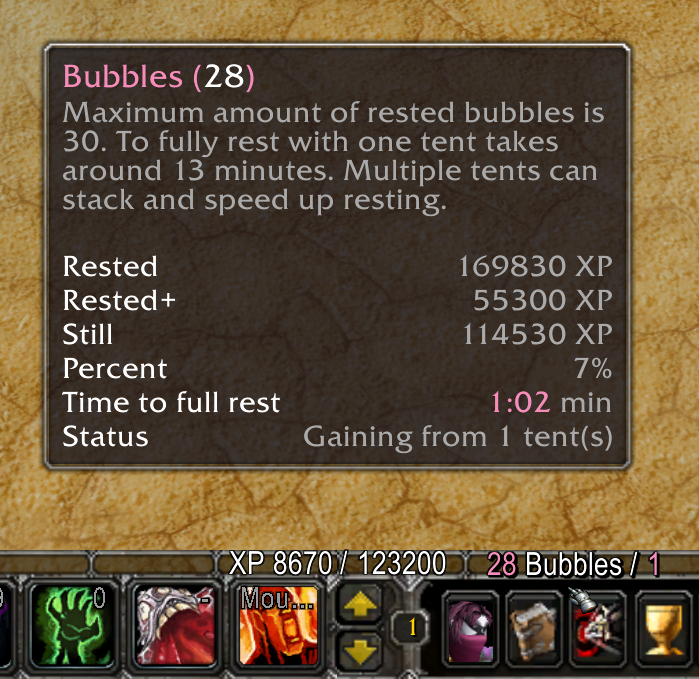 Bubbles (28)
Maximum amount of rested bubbles is
30. To fully rest with one tent takes
around 13 minutes. Multiple tents can
stack and speed up resting.
Rested 169830 XP
Rested+ 55300 XP
Still 114530 XP
Percent 7%
Time to full rest 1:02 min
Status Gaining from 1 tent(s)
XP 8670 / 123200 28 Bubbles / 1
0 - Mou... 1